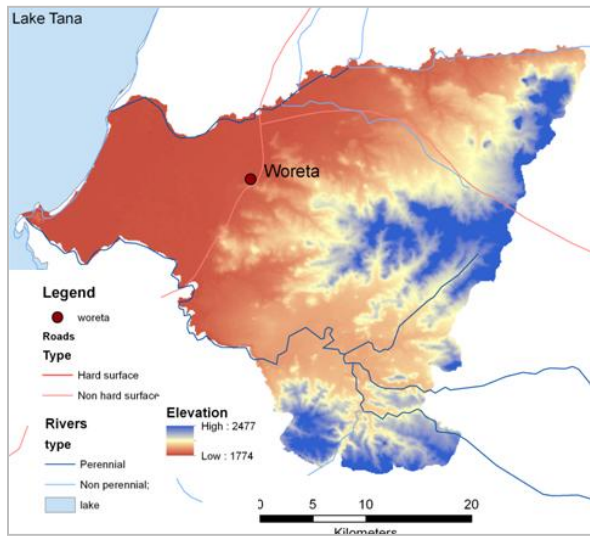 Lake Tana
Woreta
Legend
woreta
Roads
Type
Hard surface
Non hard surface
Rivers
type
Perennial
Non perennial;
lake
Elevation
High : 2477
Low : 1774
0 5 10 20
Kilometers